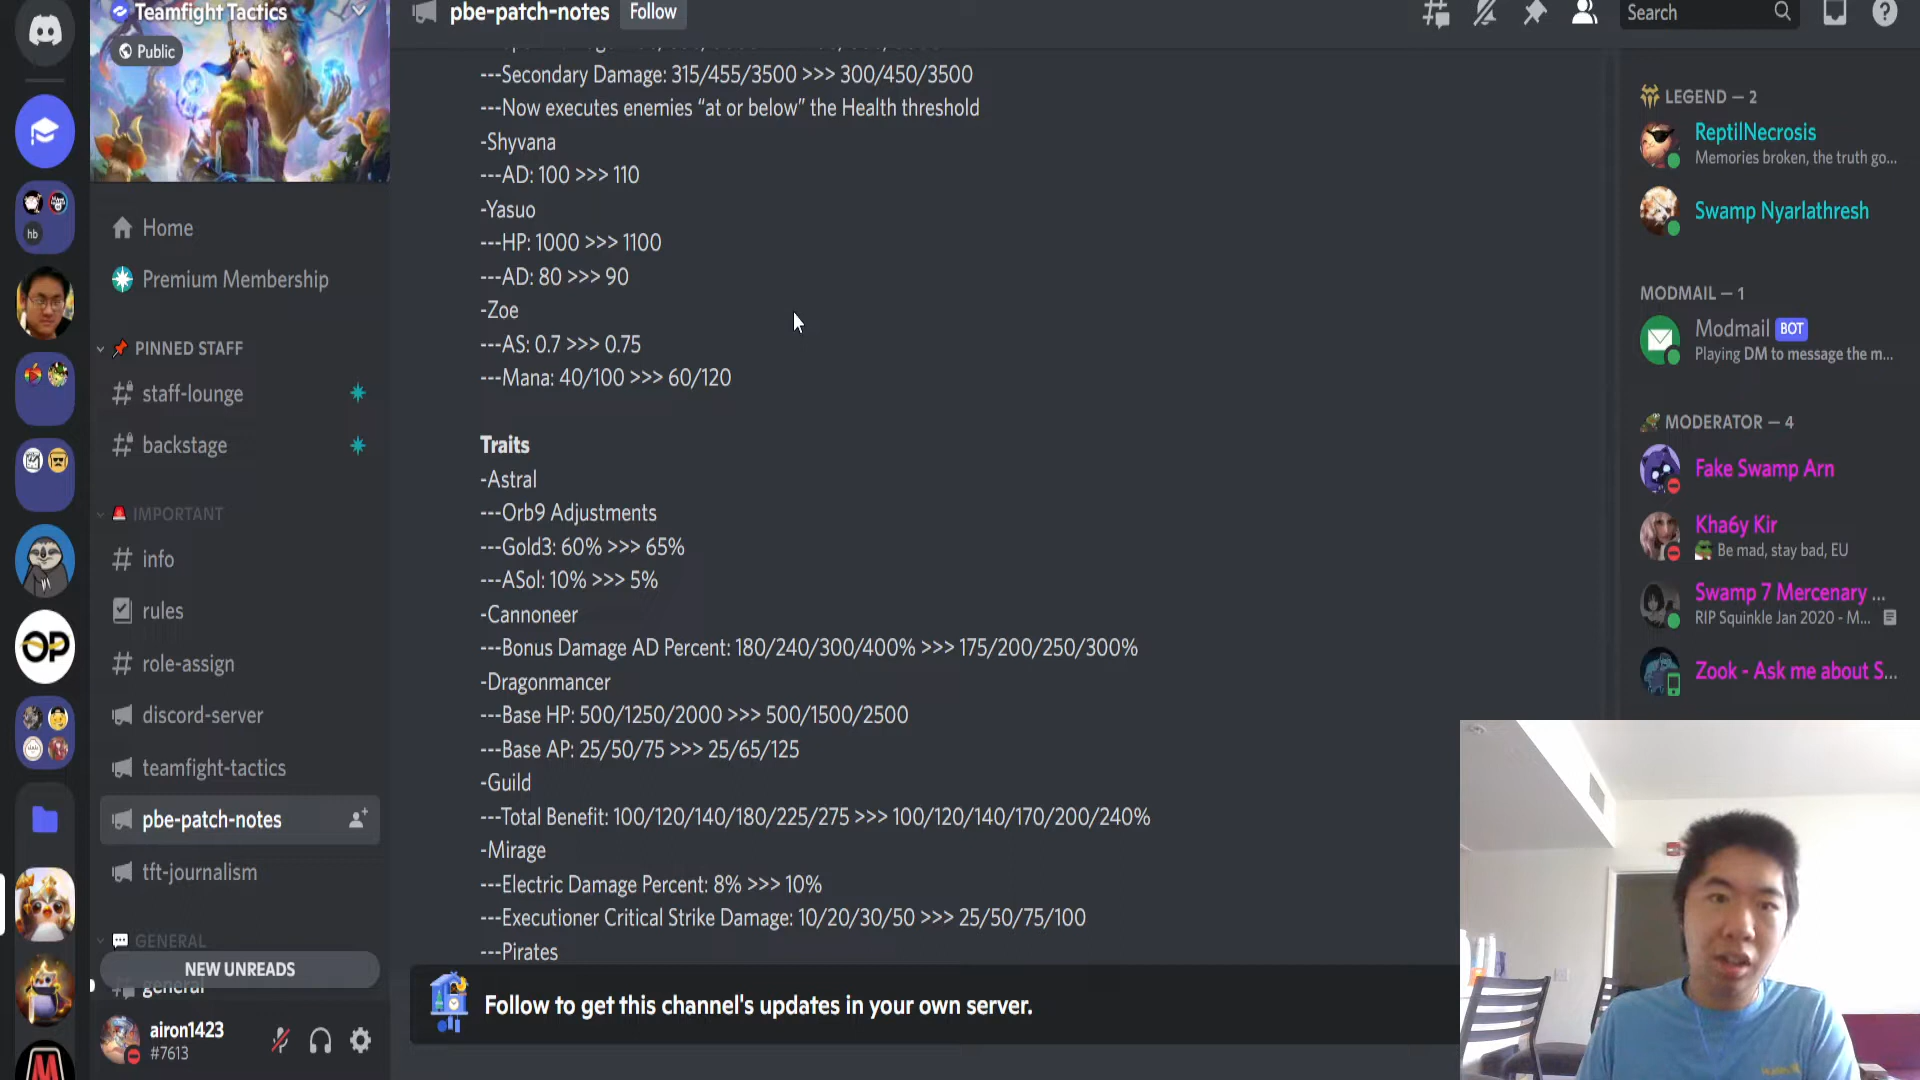 Teamfight Tactics
Public
Home
Premium Membership
PINNED STAFF
staff-lounge
backstage
IMPORTANT
info
rules
role-assign
discord-server
teamfight-tactics
pbe-patch-notes
tft-journalism
GENERAL
NEW UNREADS
general
airon1423
#7613
hb
OP
pbe-patch-notes
Follow
Search
---Secondary Damage: 315/455/3500 >>> 300/450/3500
---Now executes enemies “at or below” the Health threshold
-Shyvana
---AD: 100 >>> 110
-Yasuo
---HP: 1000 >>> 1100
---AD: 80 >>> 90
-Zoe
---AS: 0.7 >>> 0.75
---Mana: 40/100 >>> 60/120
Traits
-Astral
---Orb9 Adjustments
---Gold3: 60% >>> 65%
---ASol: 10% >>> 5%
-Cannoneer
---Bonus Damage AD Percent: 180/240/300/400% >>> 175/200/250/300%
-Dragonmancer
---Base HP: 500/1250/2000 >>> 500/1500/2500
---Base AP: 25/50/75 >>> 25/65/125
-Guild
---Total Benefit: 100/120/140/180/225/275 >>> 100/120/140/170/200/240%
-Mirage
---Electric Damage Percent: 8% >>> 10%
---Executioner Critical Strike Damage: 10/20/30/50 >>> 25/50/75/100
---Pirates
Follow to get this channel's updates in your own server.
LEGEND — 2
ReptilNecrosis
Memories broken, the truth go...
Swamp Nyarlathresh
MODMAIL — 1
Modmail BOT
Playing DM to message the m...
MODERATOR — 4
Fake Swamp Arn
Kha6y Kir
Be mad, stay bad, EU
Swamp 7 Mercenary ...
RIP Squinkle Jan 2020 - M...
Zook - Ask me about S...